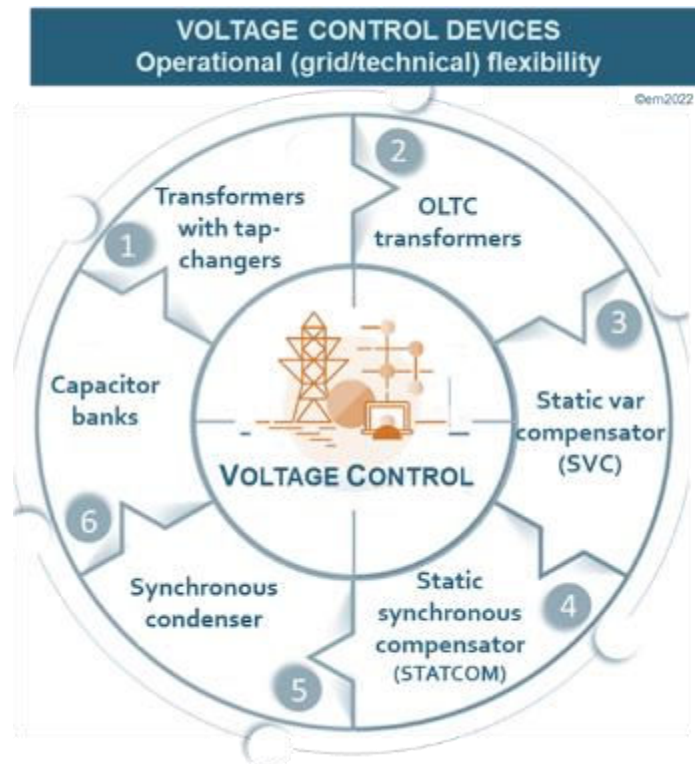 VOLTAGE CONTROL DEVICES
Operational (grid/technical) flexibility
©em2022
1
Transformers
with tap-
changers
2
OLTC
transformers
3
Static var
compensator
(SVC)
4
Static
synchronous
compensator
(STATCOM)
5
Synchronous
condenser
6
Capacitor
banks
VOLTAGE CONTROL